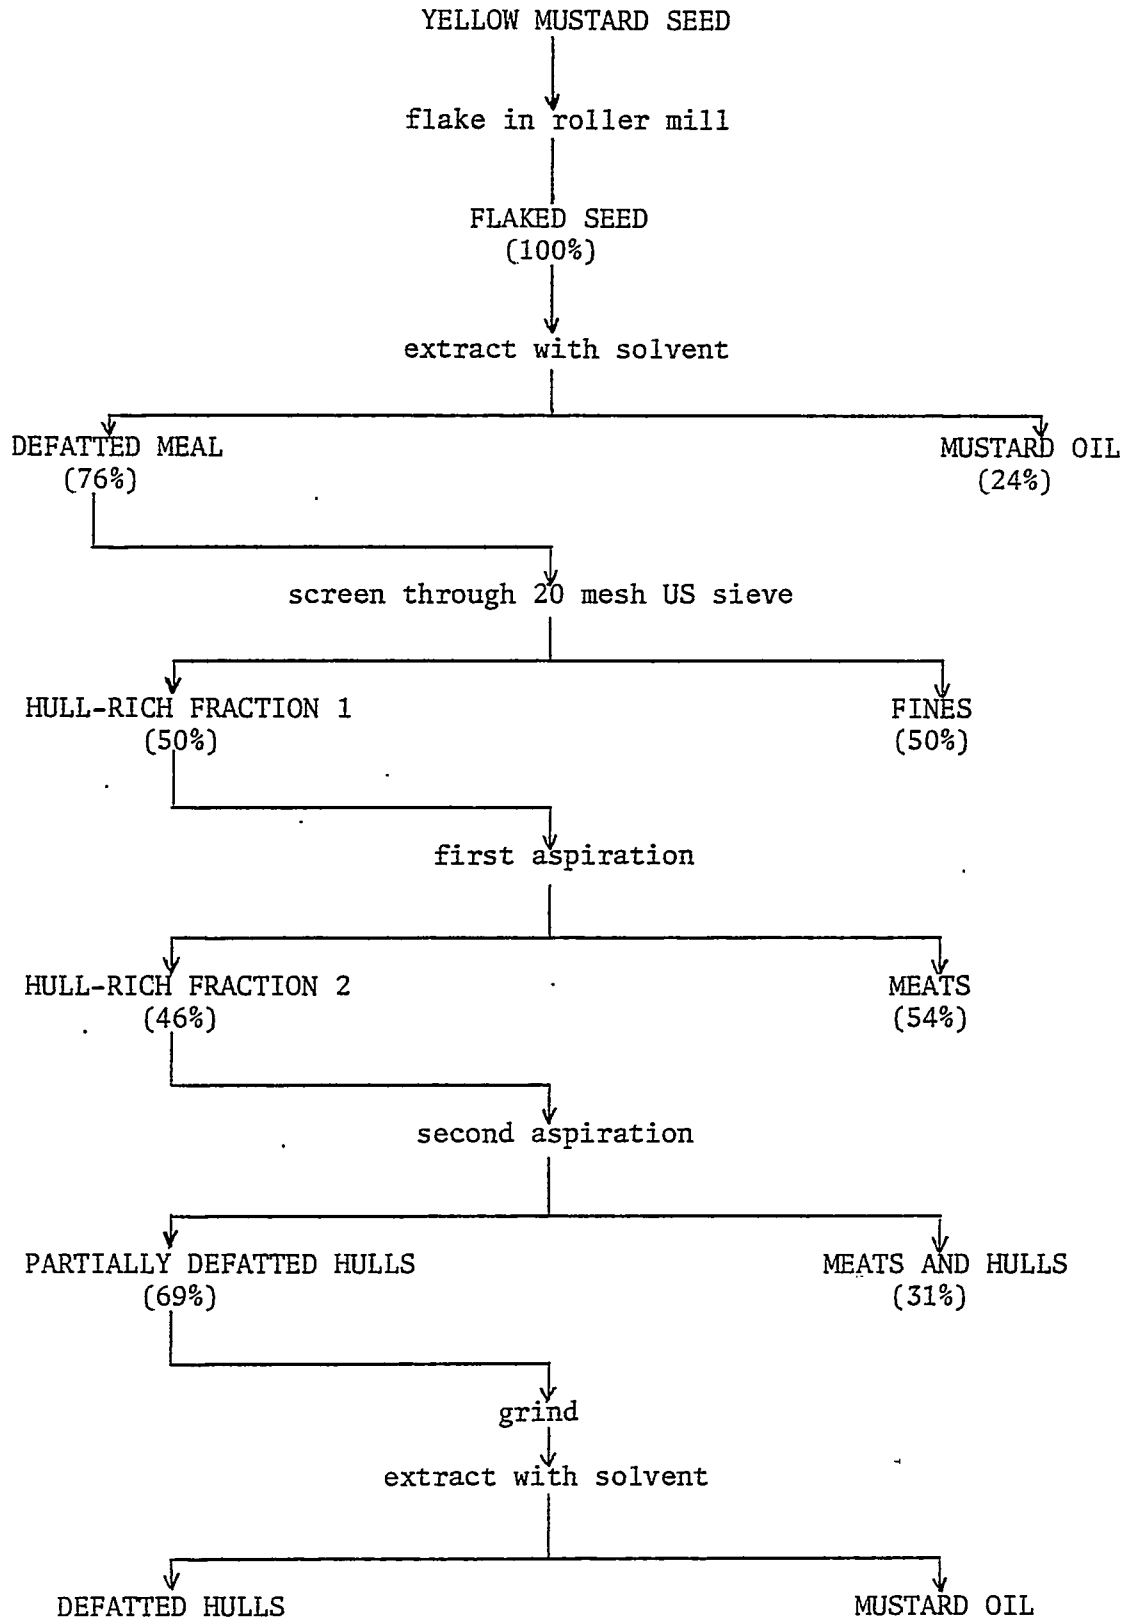 YELLOW MUSTARD SEED
flake in roller mill
FLAKED SEED
(100%)
extract with solvent
DEFATTED MEAL
(76%)
MUSTARD OIL
(24%)
screen through 20 mesh US sieve
HULL-RICH FRACTION 1
(50%)
FINES
(50%)
first aspiration
HULL-RICH FRACTION 2
(46%)
MEATS
(54%)
second aspiration
PARTIALLY DEFATTED HULLS
(69%)
MEATS AND HULLS
(31%)
grind
extract with solvent
DEFATTED HULLS
MUSTARD OIL